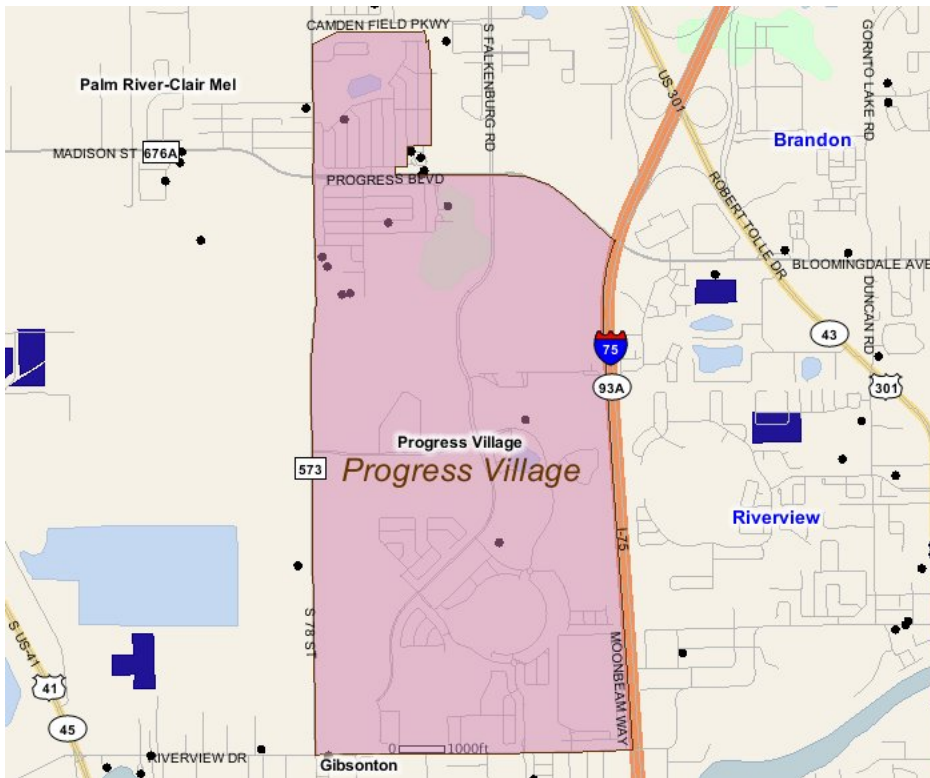 CAMDEN FIELD PKWY
S FALKENBURG RD
GORNTO LAKE RD
US-301
Palm River-Clair Mel
Brandon
MADISON ST
676A
PROGRESS BLVD
ROBERT TOLLE DR
BLOOMINGDALE AVE
DUNCAN RD
43
75
93A
301
Progress Village
573
Progress Village
Riverview
I-75
S 78 ST
S US-41
MOONBEAM WAY
41
45
0 1000ft
RIVERVIEW DR
Gibsonton